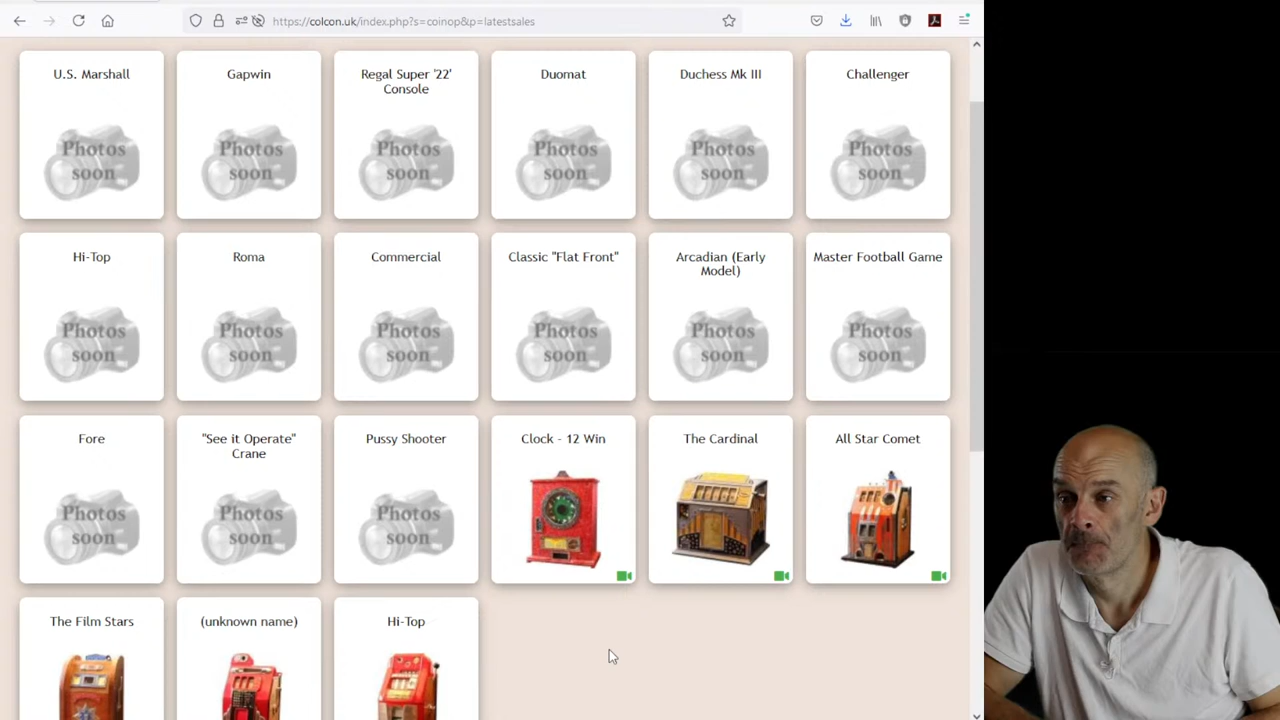 https://colcon.uk/index.php?s=coinop&p=latestsales
U.S. Marshall
Gapwin
Regal Super '22'
Console
Duomat
Duchess Mk III
Challenger
Photos
soon
Photos
soon
Photos
soon
Photos
soon
Photos
soon
Photos
soon
Hi-Top
Roma
Commercial
Classic "Flat Front"
Arcadian (Early
Model)
Master Football Game
Photos
soon
Photos
soon
Photos
soon
Photos
soon
Photos
soon
Photos
soon
Fore
"See it Operate"
Crane
Pussy Shooter
Clock - 12 Win
The Cardinal
All Star Comet
Photos
soon
Photos
soon
Photos
soon
The Film Stars
(unknown name)
Hi-Top